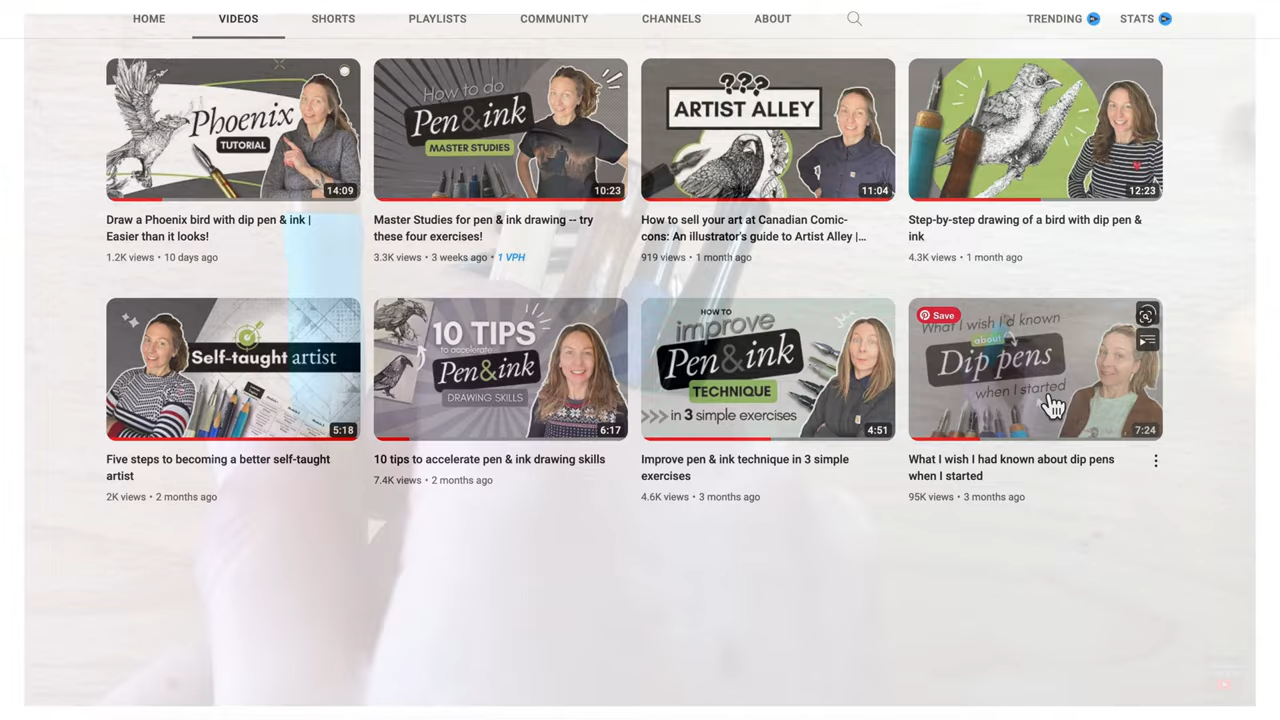 HOME VIDEOS SHORTS PLAYLISTS COMMUNITY CHANNELS ABOUT TRENDING STATS
Phoenix
TUTORIAL
14:09
Draw a Phoenix bird with dip pen & ink |
Easier than it looks!
1.2K views • 10 days ago
How to do
Pen&ink
MASTER STUDIES
10:23
Master Studies for pen & ink drawing -- try
these four exercises!
3.3K views • 3 weeks ago • 1 VPH
???
ARTIST ALLEY
11:04
How to sell your art at Canadian Comic-
cons: An illustrator's guide to Artist Alley |...
919 views • 1 month ago
12:23
Step-by-step drawing of a bird with dip pen &
ink
4.3K views • 1 month ago
Self-taught artist
5:18
Five steps to becoming a better self-taught
artist
2K views • 2 months ago
10 TIPS
to accelerate
Pen&ink
DRAWING SKILLS
6:17
10 tips to accelerate pen & ink drawing skills
7.4K views • 2 months ago
HOW TO
improve
Pen&ink
TECHNIQUE
>>> in 3 simple exercises
4:51
Improve pen & ink technique in 3 simple
exercises
4.6K views • 3 months ago
Save
What I wish I'd known
about
Dip pens
when I started
7:24
What I wish I had known about dip pens
when I started
95K views • 3 months ago